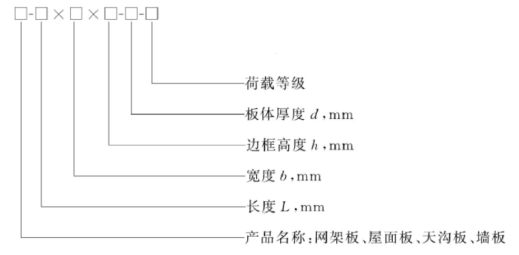 □-□×□×□-□-□
荷载等级
板体厚度 d,mm
边框高度 h,mm
宽度 b,mm
长度 L,mm
产品名称:网架板、屋面板、天沟板、墙板